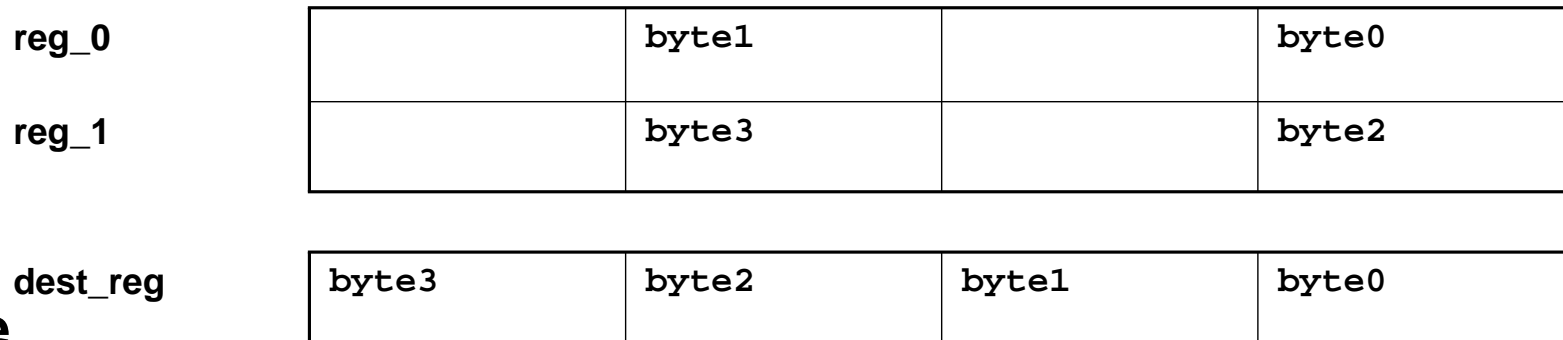 reg_0 byte1 byte0
reg_1 byte3 byte2
dest_reg byte3 byte2 byte1 byte0
e